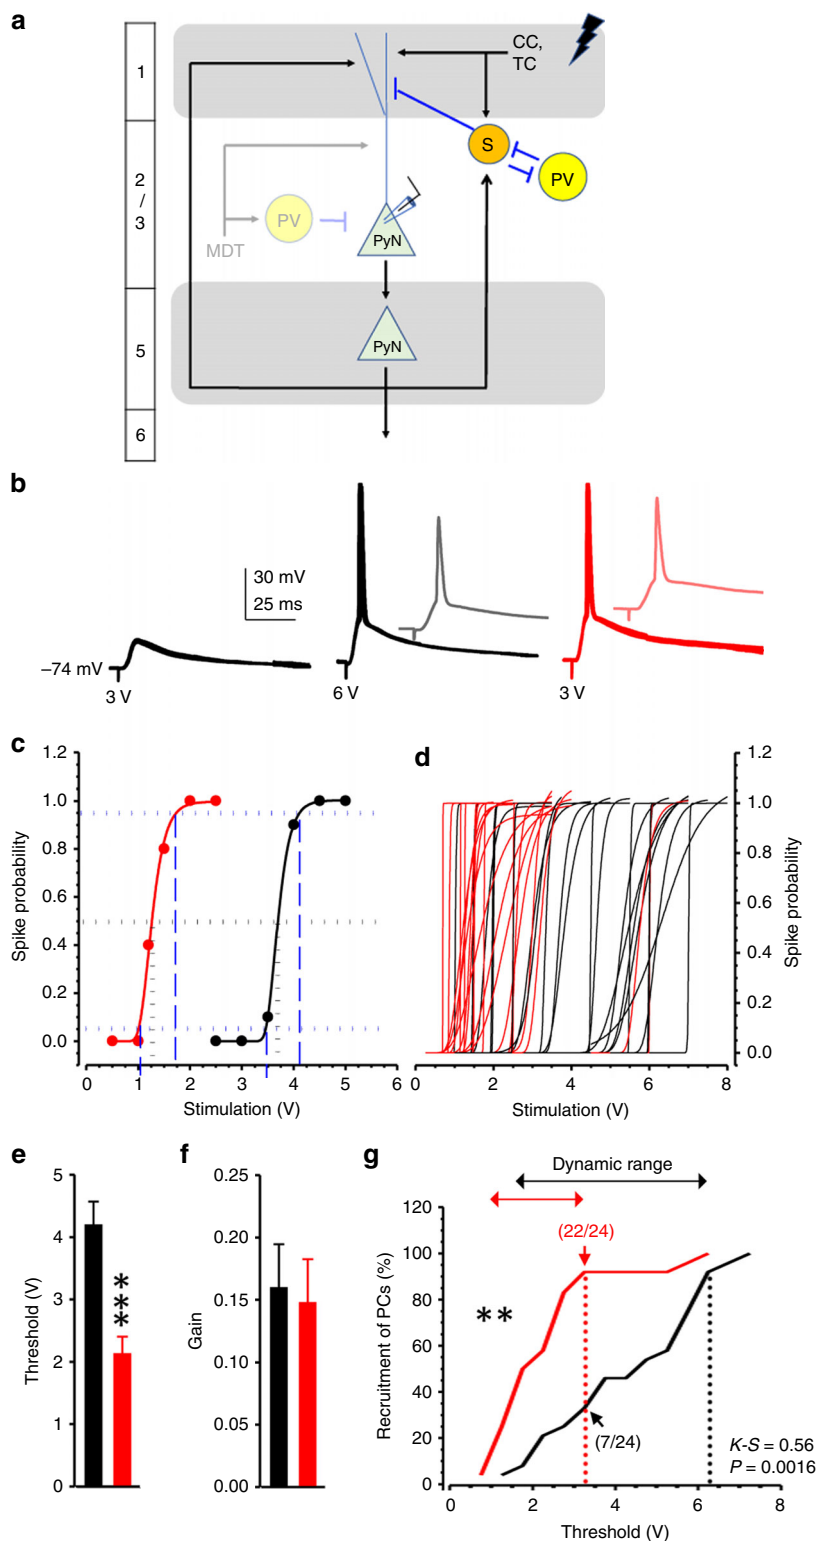 a
1
2
/
3
5
6
CC,
TC
S
PV
PV
MDT
PyN
PyN
b
30 mV
25 ms
–74 mV
3 V
6 V
3 V
c
1.2
1.0
0.8
0.6
0.4
0.2
0.0
Spike probability
0 1 2 3 4 5 6
Stimulation (V)
d
1.2
1.0
0.8
0.6
0.4
0.2
0.0
Spike probability
0 2 4 6 8
Stimulation (V)
e
5
4
3
2
1
0
Threshold (V)
***
f
0.25
0.20
0.15
0.10
0.05
0.00
Gain
g
Dynamic range
120
100
80
60
40
20
0
Recruitment of PCs (%)
(22/24)
**
(7/24)
K-S = 0.56
P = 0.0016
0 2 4 6 8
Threshold (V)